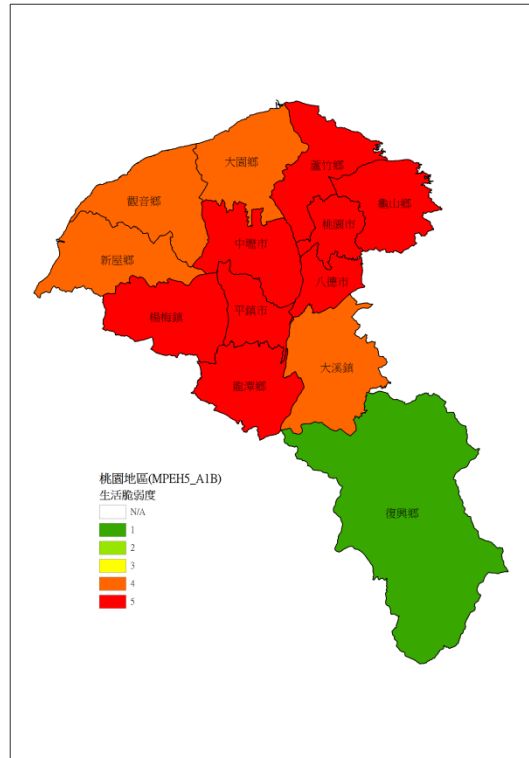 大園鄉
蘆竹鄉
觀音鄉
龜山鄉
桃園市
中壢市
新屋鄉
八德市
楊梅鎮
平鎮市
大溪鎮
龍潭鄉
桃園地區(MPEH5_A1B)
生活脆弱度
N/A
1
2
3
4
5
復興鄉